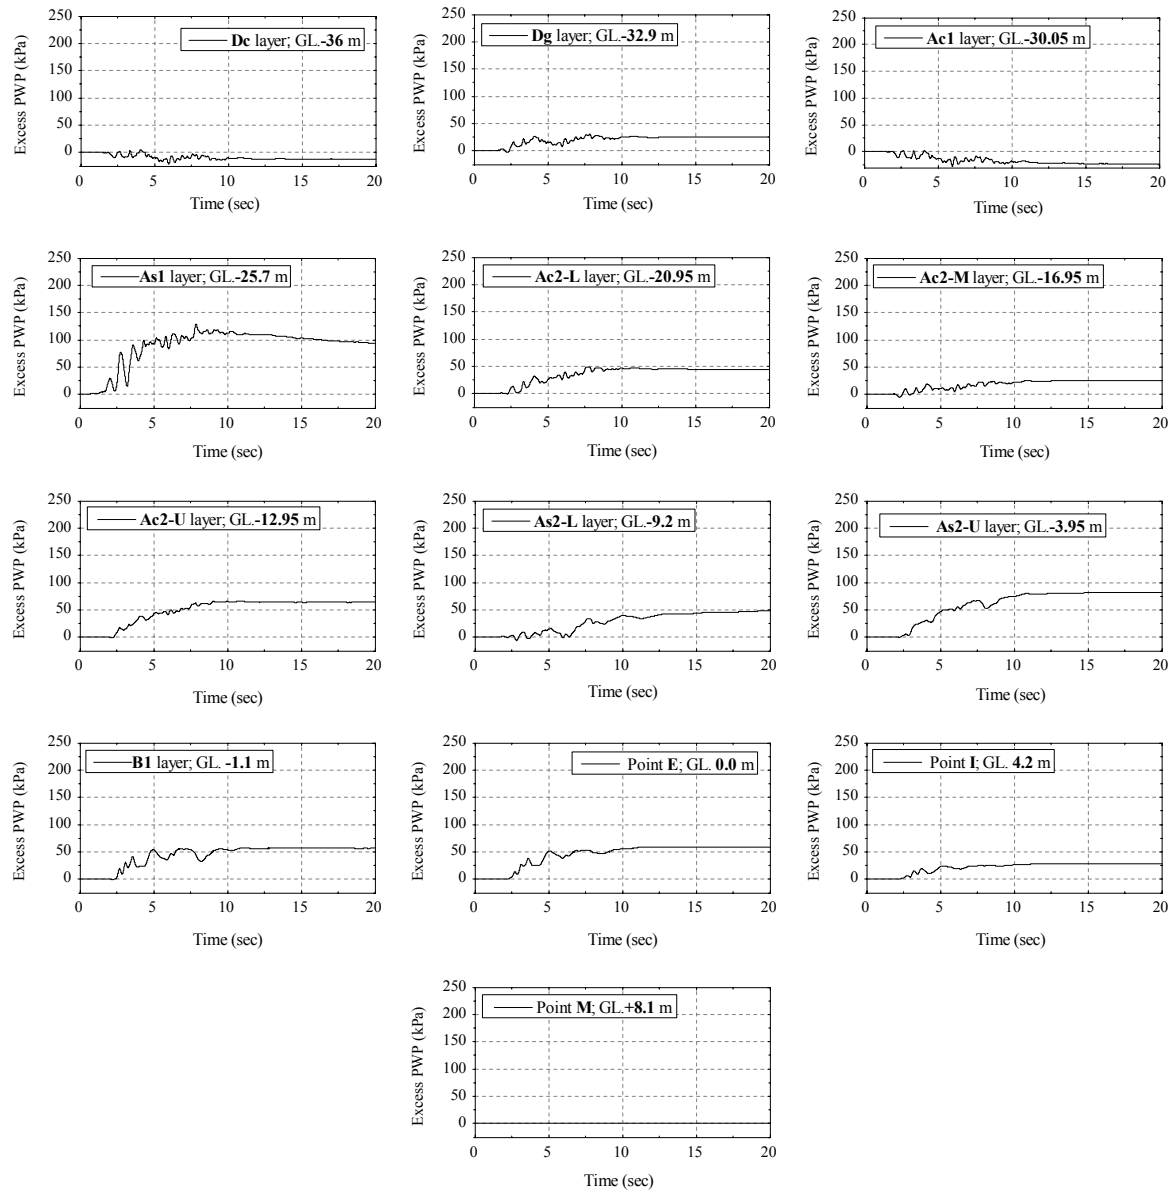 Dc layer; GL.-36 m
250
200
150
100
50
0
Excess PWP (kPa)
0 5 10 15 20
Time (sec)
Dg layer; GL.-32.9 m
250
200
150
100
50
0
Excess PWP (kPa)
0 5 10 15 20
Time (sec)
Ac1 layer; GL.-30.05 m
250
200
150
100
50
0
Excess PWP (kPa)
0 5 10 15 20
Time (sec)
As1 layer; GL.-25.7 m
250
200
150
100
50
0
Excess PWP (kPa)
0 5 10 15 20
Time (sec)
Ac2-L layer; GL.-20.95 m
250
200
150
100
50
0
Excess PWP (kPa)
0 5 10 15 20
Time (sec)
Ac2-M layer; GL.-16.95 m
250
200
150
100
50
0
Excess PWP (kPa)
0 5 10 15 20
Time (sec)
Ac2-U layer; GL.-12.95 m
250
200
150
100
50
0
Excess PWP (kPa)
0 5 10 15 20
Time (sec)
As2-L layer; GL.-9.2 m
250
200
150
100
50
0
Excess PWP (kPa)
0 5 10 15 20
Time (sec)
As2-U layer; GL.-3.95 m
250
200
150
100
50
0
Excess PWP (kPa)
0 5 10 15 20
Time (sec)
B1 layer; GL. -1.1 m
250
200
150
100
50
0
Excess PWP (kPa)
0 5 10 15 20
Time (sec)
Point E; GL. 0.0 m
250
200
150
100
50
0
Excess PWP (kPa)
0 5 10 15 20
Time (sec)
Point I; GL. 4.2 m
250
200
150
100
50
0
Excess PWP (kPa)
0 5 10 15 20
Time (sec)
Point M; GL.+8.1 m
250
200
150
100
50
0
Excess PWP (kPa)
0 5 10 15 20
Time (sec)